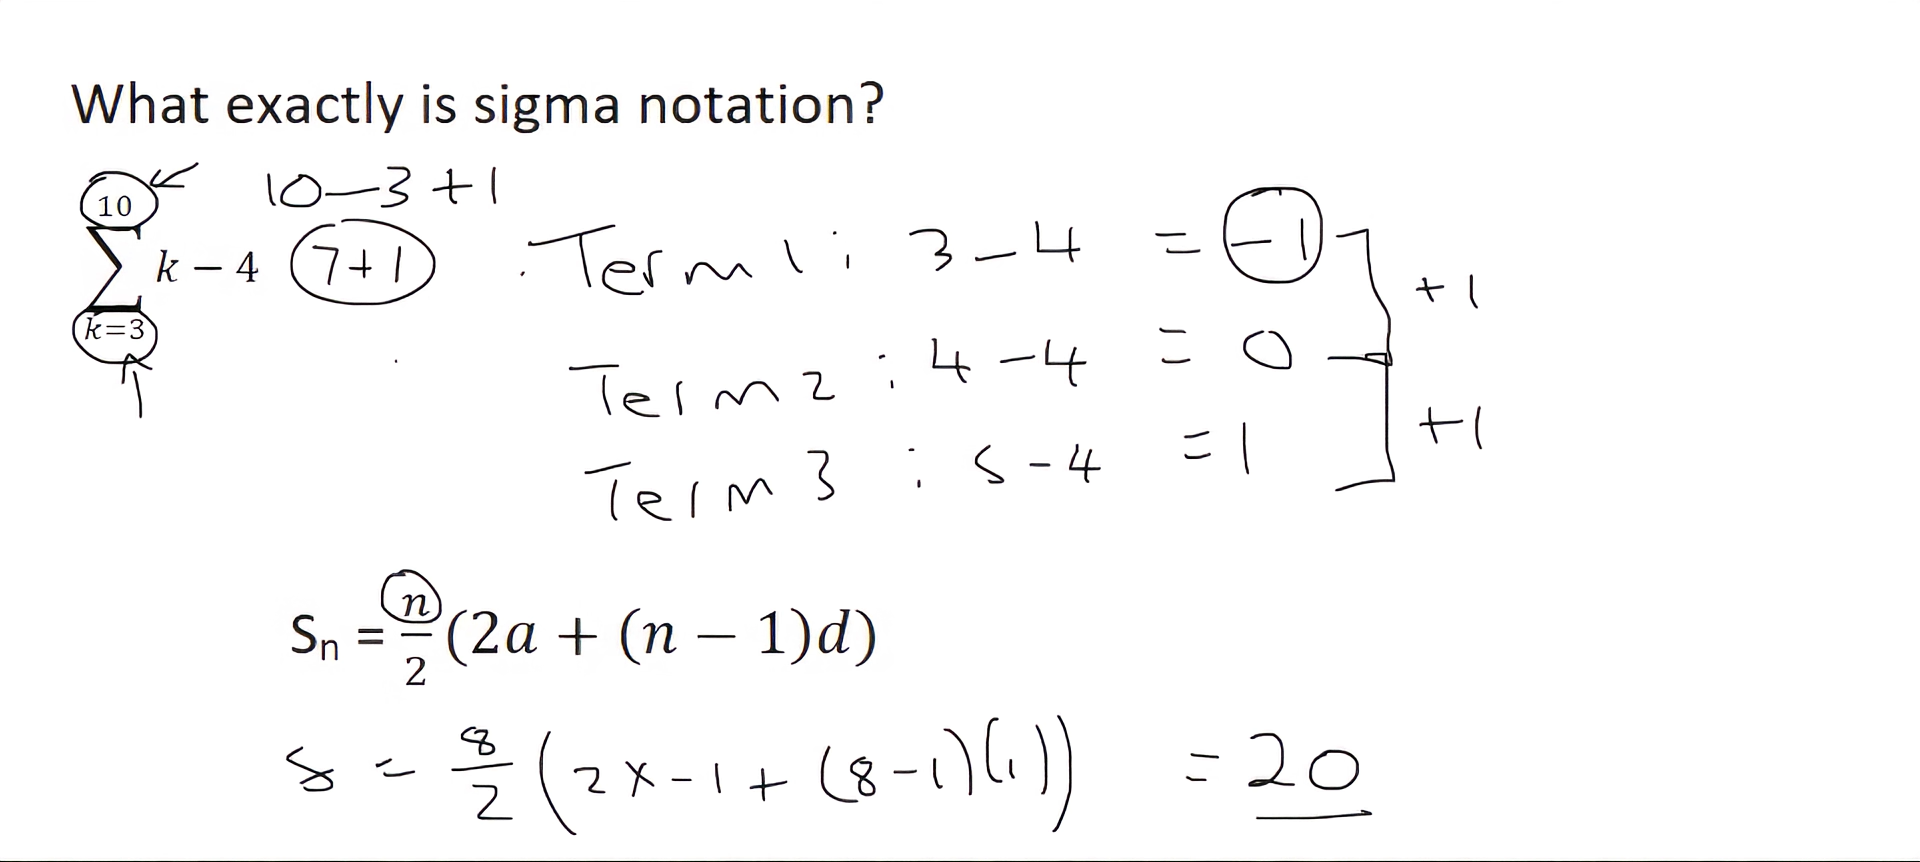 What exactly is sigma notation?
10 10-3+1
∑ k − 4 7+1 Term 1: 3-4 = -1
+1
k=3
Term 2 : 4-4 = 0
+1
Term 3 : 5-4 = 1
Sₙ = n/2 (2a + (n − 1)d)
S = 8/2 (2x-1+(8-1)(1)) = 20